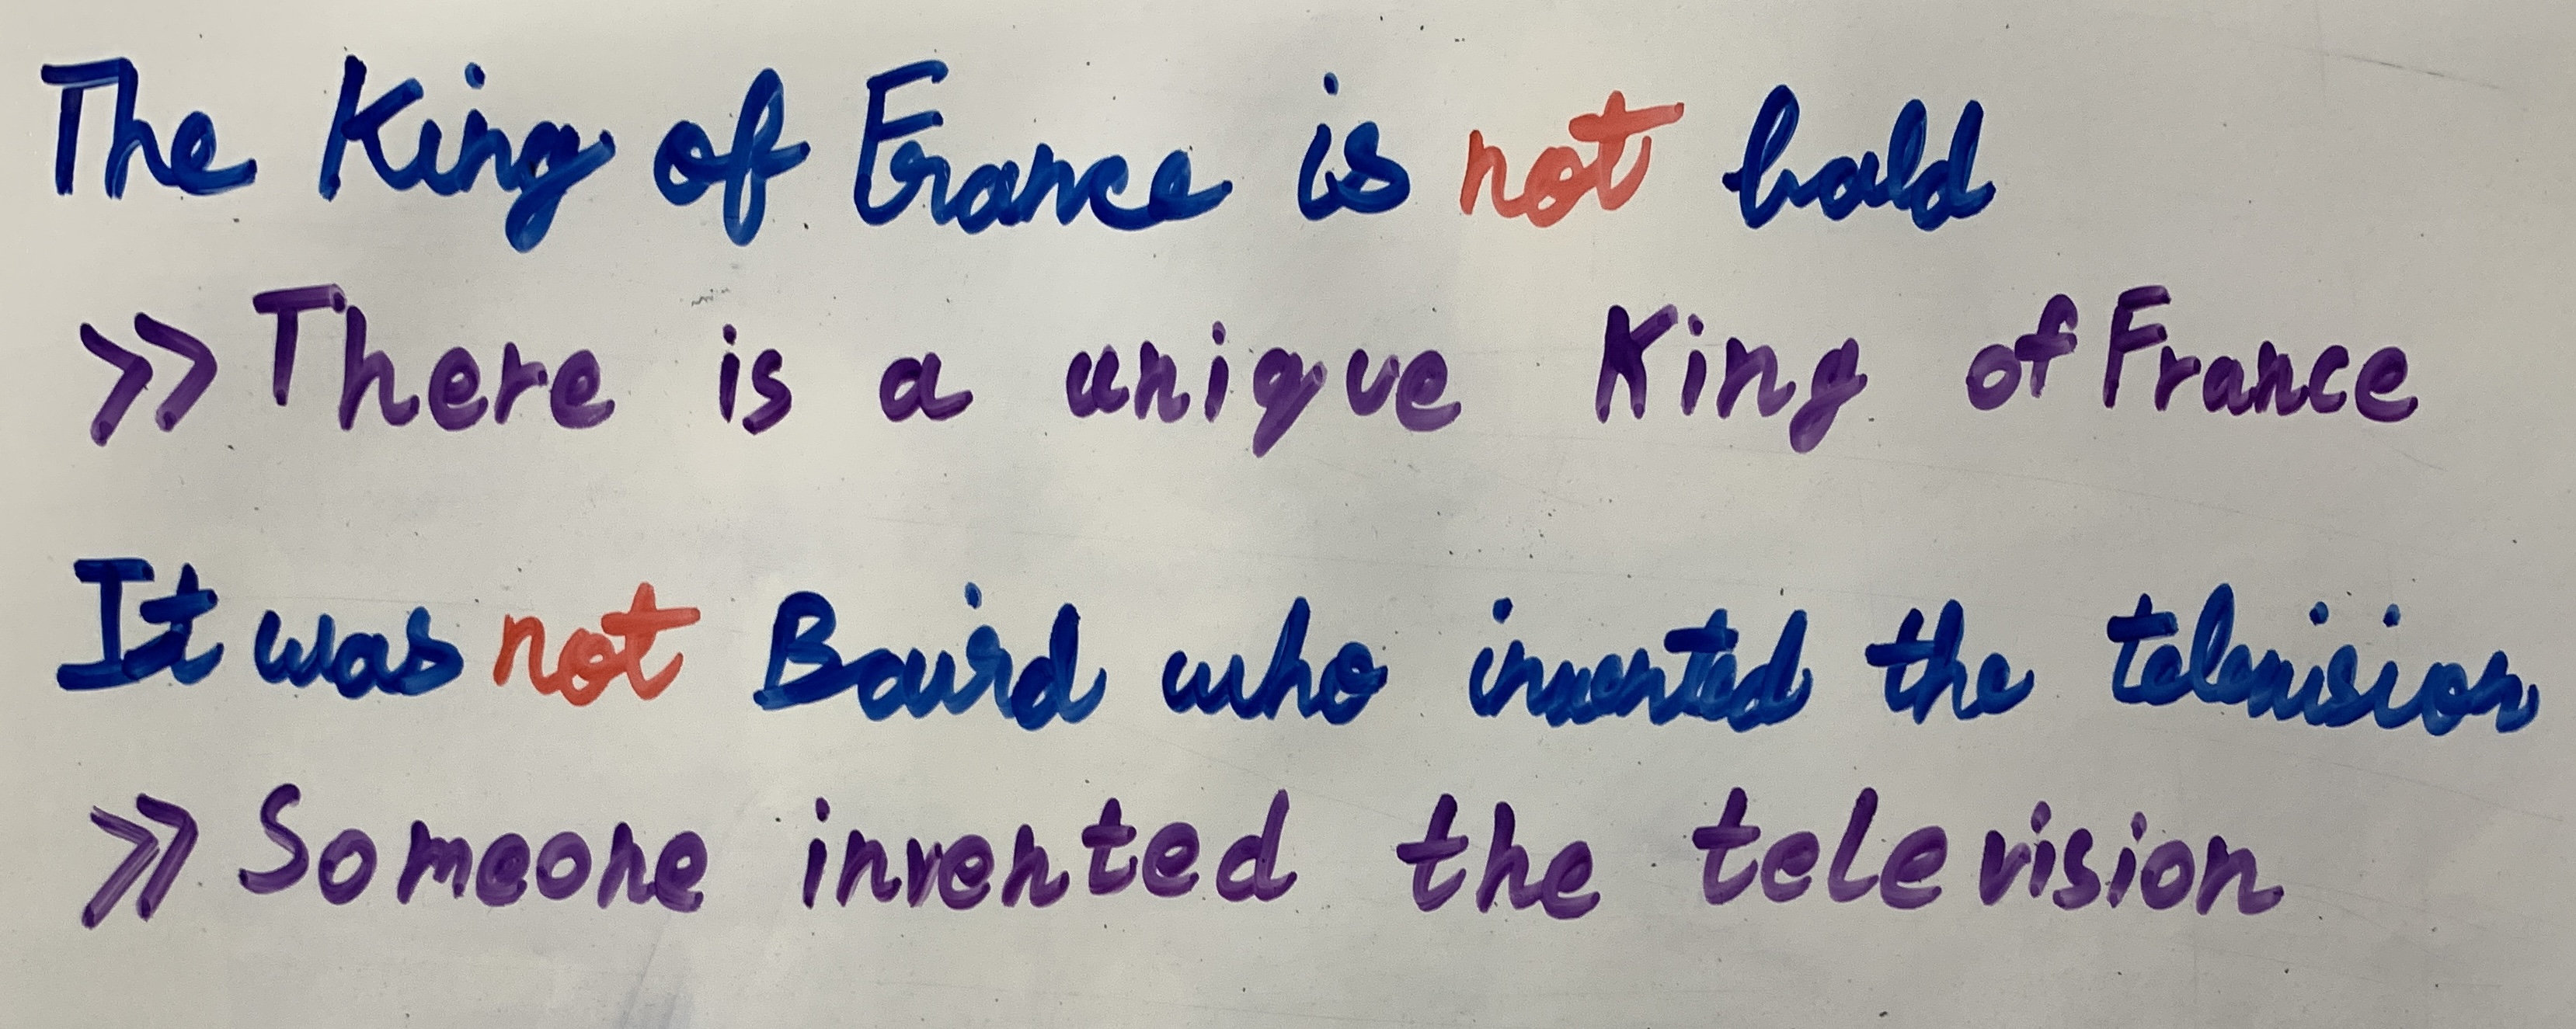 The King of France is not bald
>> There is a unique King of France
It was not Baird who invented the television
>> Someone invented the television